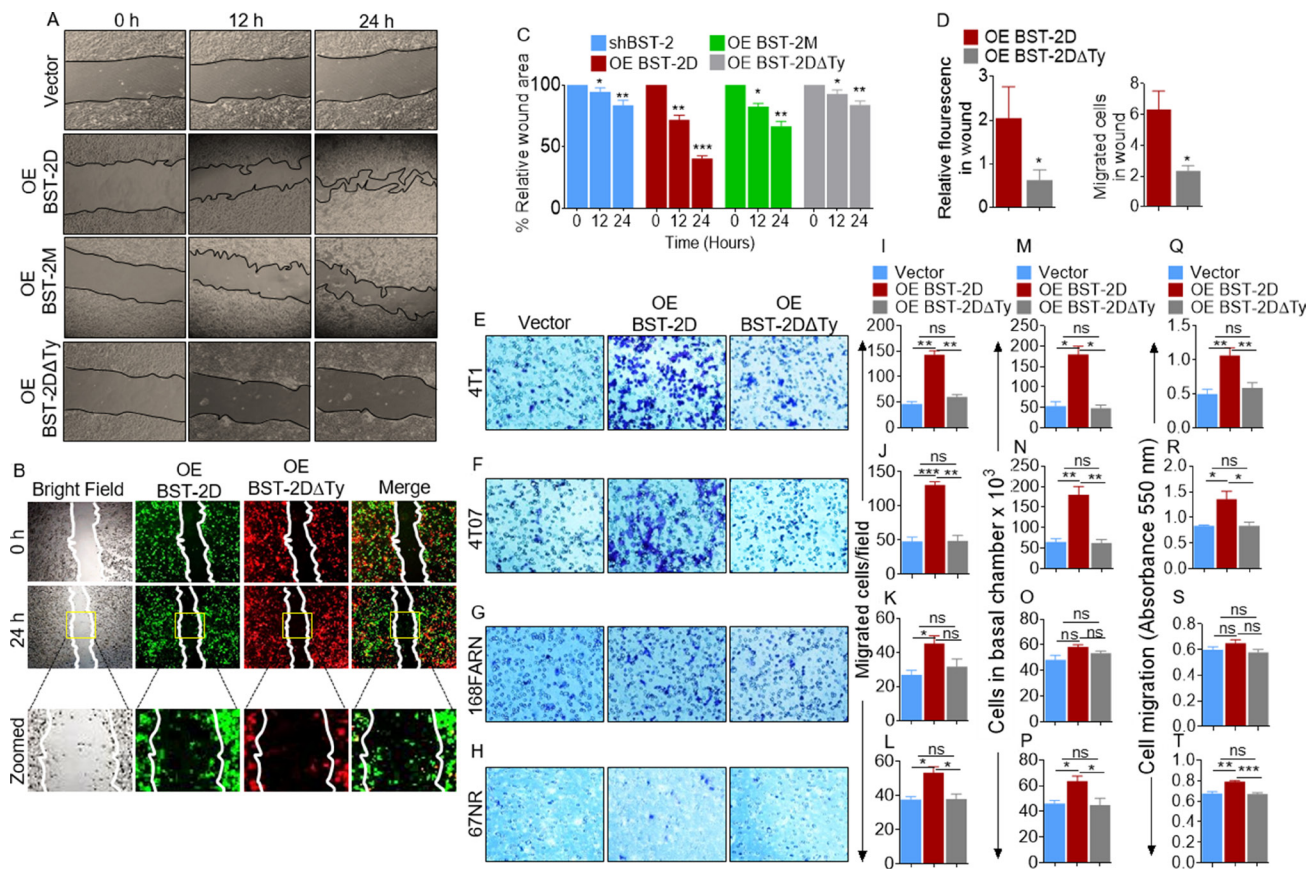 A
0 h 12 h 24 h
Vector
OE
BST-2D
OE
BST-2M
OE
BST-2DΔTy
B
Bright Field
OE
BST-2D
OE
BST-2DΔTy
Merge
0 h
24 h
Zoomed
C
shBST-2
OE BST-2D
OE BST-2M
OE BST-2DΔTy
% Relative wound area
100
50
0
* ** ** *** * ** * **
0 12 24 0 12 24 0 12 24 0 12 24
Time (Hours)
D
OE BST-2D
OE BST-2DΔTy
Relative flourescenc
in wound
3
2
1
0
*
Migrated cells
in wound
8
6
4
2
0
*
E
Vector
OE
BST-2D
OE
BST-2DΔTy
4T1
F
4T07
G
168FARN
H
67NR
Migrated cells/field
I
Vector
OE BST-2D
OE BST-2DΔTy
200
150
100
50
0
ns
** **
J
150
100
50
0
ns
*** **
K
60
40
20
0
ns
* ns
L
60
40
20
0
ns
* *
Cells in basal chamber x 10³
M
Vector
OE BST-2D
OE BST-2DΔTy
250
200
150
100
50
0
ns
* *
N
250
200
150
100
50
0
ns
** **
O
80
60
40
20
0
ns
ns ns
P
80
60
40
20
0
ns
* *
Cell migration (Absorbance 550 nm)
Q
Vector
OE BST-2D
OE BST-2DΔTy
1.5
1.0
0.5
0.0
ns
** **
R
2.0
1.5
1.0
0.5
0.0
ns
* *
S
0.8
0.6
0.4
0.2
0.0
ns
ns ns
T
1.0
0.8
0.6
0.4
0.2
0.0
ns
** ***